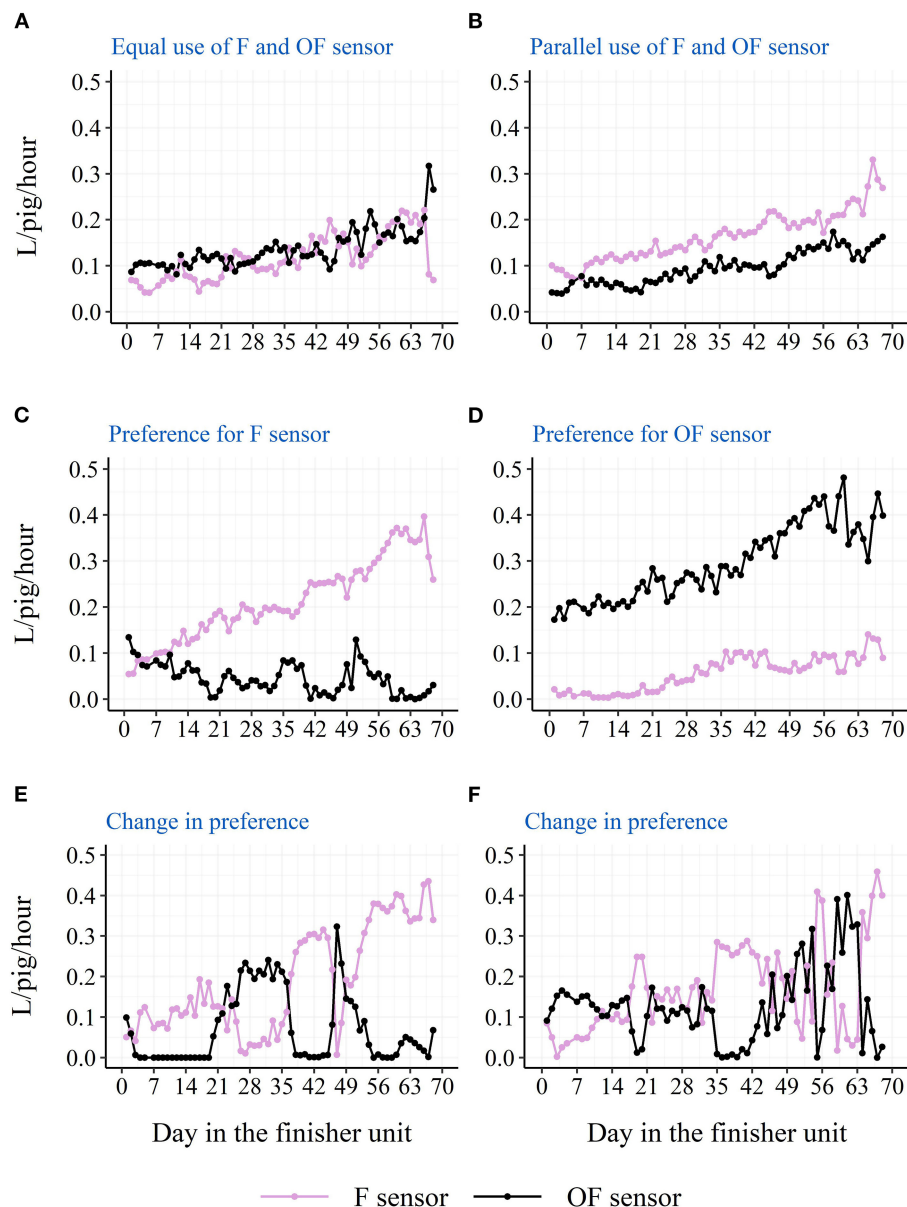 A
B
Equal use of F and OF sensor
Parallel use of F and OF sensor
0.5
0.4
0.3
0.2
0.1
0.0
L/pig/hour
0 7 14 21 28 35 42 49 56 63 70
0.5
0.4
0.3
0.2
0.1
0.0
0 7 14 21 28 35 42 49 56 63 70
C
D
Preference for F sensor
Preference for OF sensor
0.5
0.4
0.3
0.2
0.1
0.0
L/pig/hour
0 7 14 21 28 35 42 49 56 63 70
0.5
0.4
0.3
0.2
0.1
0.0
0 7 14 21 28 35 42 49 56 63 70
E
F
Change in preference
Change in preference
0.5
0.4
0.3
0.2
0.1
0.0
L/pig/hour
0 7 14 21 28 35 42 49 56 63 70
0.5
0.4
0.3
0.2
0.1
0.0
0 7 14 21 28 35 42 49 56 63 70
Day in the finisher unit
Day in the finisher unit
F sensor
OF sensor